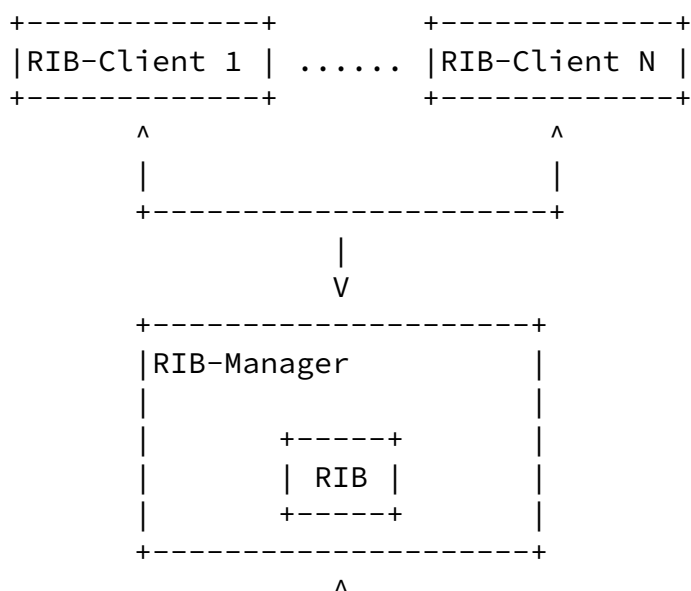 +-------------+        +-------------+
|RIB-Client 1 | ...... |RIB-Client N |
+-------------+        +-------------+
       ^                      ^
       |                      |
       +----------------------+
                  |
                  V
       +---------------------+
       |RIB-Manager          |
       |                     |
       |       +-----+       |
       |       | RIB |       |
       |       +-----+       |
       +---------------------+
                  ^